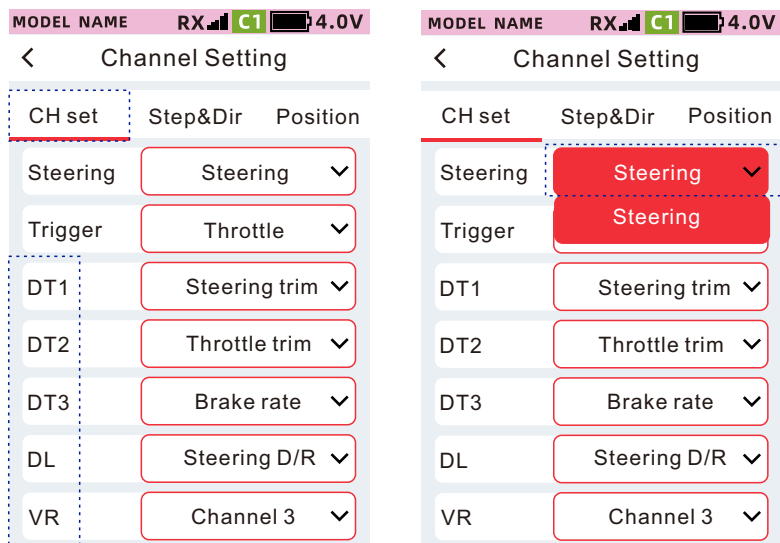 MODEL NAME RX C1 4.0V
Channel Setting
CH set Step&Dir Position
Steering Steering
Trigger Throttle
DT1 Steering trim
DT2 Throttle trim
DT3 Brake rate
DL Steering D/R
VR Channel 3
MODEL NAME RX C1 4.0V
Channel Setting
CH set Step&Dir Position
Steering Steering
Steering
Trigger
DT1 Steering trim
DT2 Throttle trim
DT3 Brake rate
DL Steering D/R
VR Channel 3